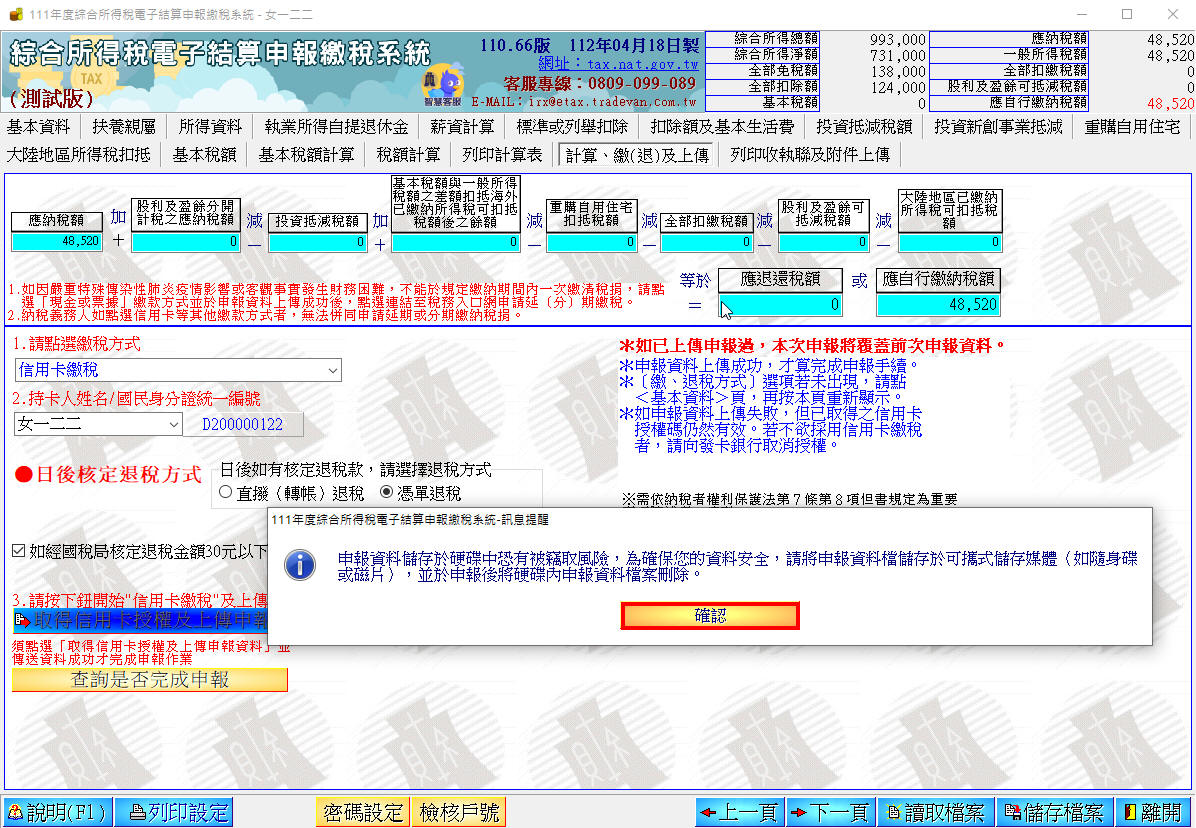 111年度綜合所得稅電子結算申報繳稅系統 - 女一二二
綜合所得稅電子結算申報繳稅系統
(測試版)
TAX
智慧客服
110.66版 112年04月18日製
網址：tax.nat.gov.tw
客服專線：0809-099-089
E-MAIL：irx@etax.tradevan.com.tw
綜合所得總額 993,000 應納稅額 48,520
綜合所得淨額 731,000 一般所得稅額 48,520
全部免稅額 138,000 全部扣繳稅額 0
全部扣除額 124,000 股利及盈餘可抵減稅額 0
基本稅額 0 應自行繳納稅額 48,520
基本資料 扶養親屬 所得資料 執業所得自提退休金 薪資計算 標準或列舉扣除 扣除額及基本生活費 投資抵減稅額 投資新創事業抵減 重購自用住宅
大陸地區所得稅扣抵 基本稅額 基本稅額計算 稅額計算 列印計算表 計算、繳(退)及上傳 列印收執聯及附件上傳
應納稅額
48,520
加
+
股利及盈餘分開
計稅之應納稅額
0
減
—
投資抵減稅額
0
加
+
基本稅額與一般所得
稅額之差額扣抵海外
已繳納所得稅可扣抵
稅額後之餘額
0
減
—
重購自用住宅
扣抵稅額
0
減
—
全部扣繳稅額
0
減
—
股利及盈餘可
抵減稅額
0
減
—
大陸地區已繳納
所得稅可扣抵稅
額
0
1.如因嚴重特殊傳染性肺炎疫情影響或客觀事實發生財務困難，不能於規定繳納期間內一次繳清稅捐，請點
選「現金或票據」繳款方式並於申報資料上傳成功後，點選連結至稅務入口網申請延（分）期繳稅。
2.納稅義務人如點選信用卡等其他繳款方式者，無法併同申請延期或分期繳納稅捐。
等於
=
應退還稅額
0
或
應自行繳納稅額
48,520
1.請點選繳稅方式
信用卡繳稅
2.持卡人姓名/國民身分證統一編號
女一二二 D200000122
●日後核定退稅方式
日後如有核定退稅款，請選擇退稅方式
直撥（轉帳）退稅 憑單退稅
＊如已上傳申報過，本次申報將覆蓋前次申報資料。
＊申報資料上傳成功，才算完成申報手續。
＊〔繳、退稅方式〕選項若未出現，請點
＜基本資料＞頁，再按本頁重新顯示。
＊如申報資料上傳失敗，但已取得之信用卡
授權碼仍然有效。若不欲採用信用卡繳稅
者，請向發卡銀行取消授權。
※需依納稅者權利保護法第7條第8項但書規定為重要
如經國稅局核定退稅金額30元以下
3.請按下鈕開始"信用卡繳稅"及上傳
取得信用卡授權及上傳申報
須點選「取得信用卡授權及上傳申報資料」並
傳送資料成功才完成申報作業
查詢是否完成申報
111年度綜合所得稅電子結算申報繳稅系統-訊息提醒
申報資料儲存於硬碟中恐有被竊取風險，為確保您的資料安全，請將申報資料檔儲存於可攜式儲存媒體（如隨身碟
或磁片），並於申報後將硬碟內申報資料檔案刪除。
確認
說明(F1) 列印設定 密碼設定 檢核戶號 上一頁 下一頁 讀取檔案 儲存檔案 離開